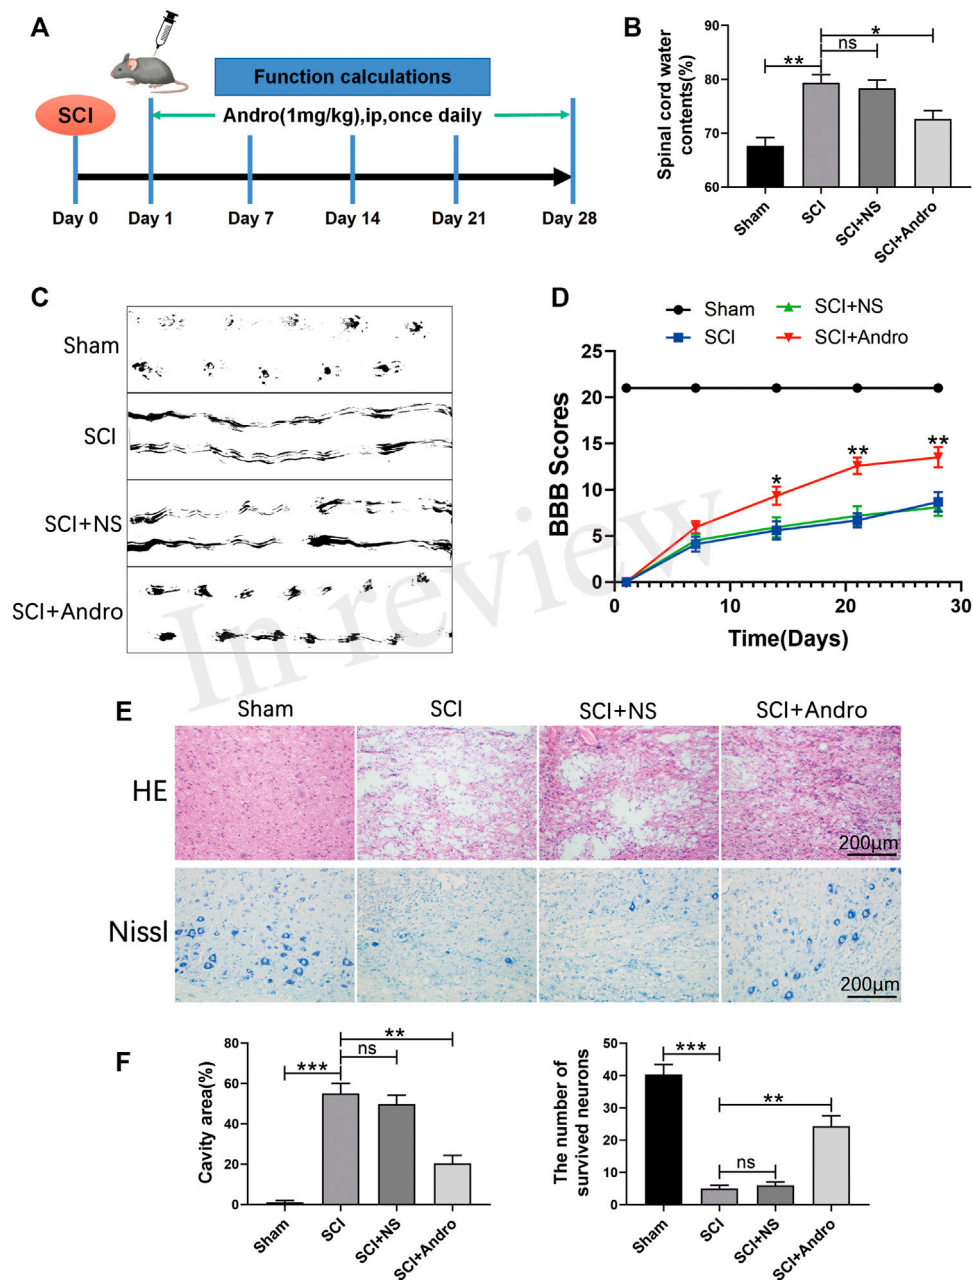 A
Function calculations
SCI
Andro(1mg/kg),ip,once daily
Day 0 Day 1 Day 7 Day 14 Day 21 Day 28
B
Spinal cord water
contents(%)
90
80
70
60
**
ns
*
Sham SCI SCI+NS SCI+Andro
C
Sham
SCI
SCI+NS
SCI+Andro
D
Sham SCI+NS
SCI SCI+Andro
BBB Scores
25
20
15
10
5
0
* ** **
0 10 20 30
Time(Days)
In review
E
Sham SCI SCI+NS SCI+Andro
HE
200μm
Nissl
200μm
F
Cavity area(%)
80
60
40
20
0
***
ns
**
Sham SCI SCI+NS SCI+Andro
The number of
survived neurons
50
40
30
20
10
0
***
**
ns
Sham SCI SCI+NS SCI+Andro